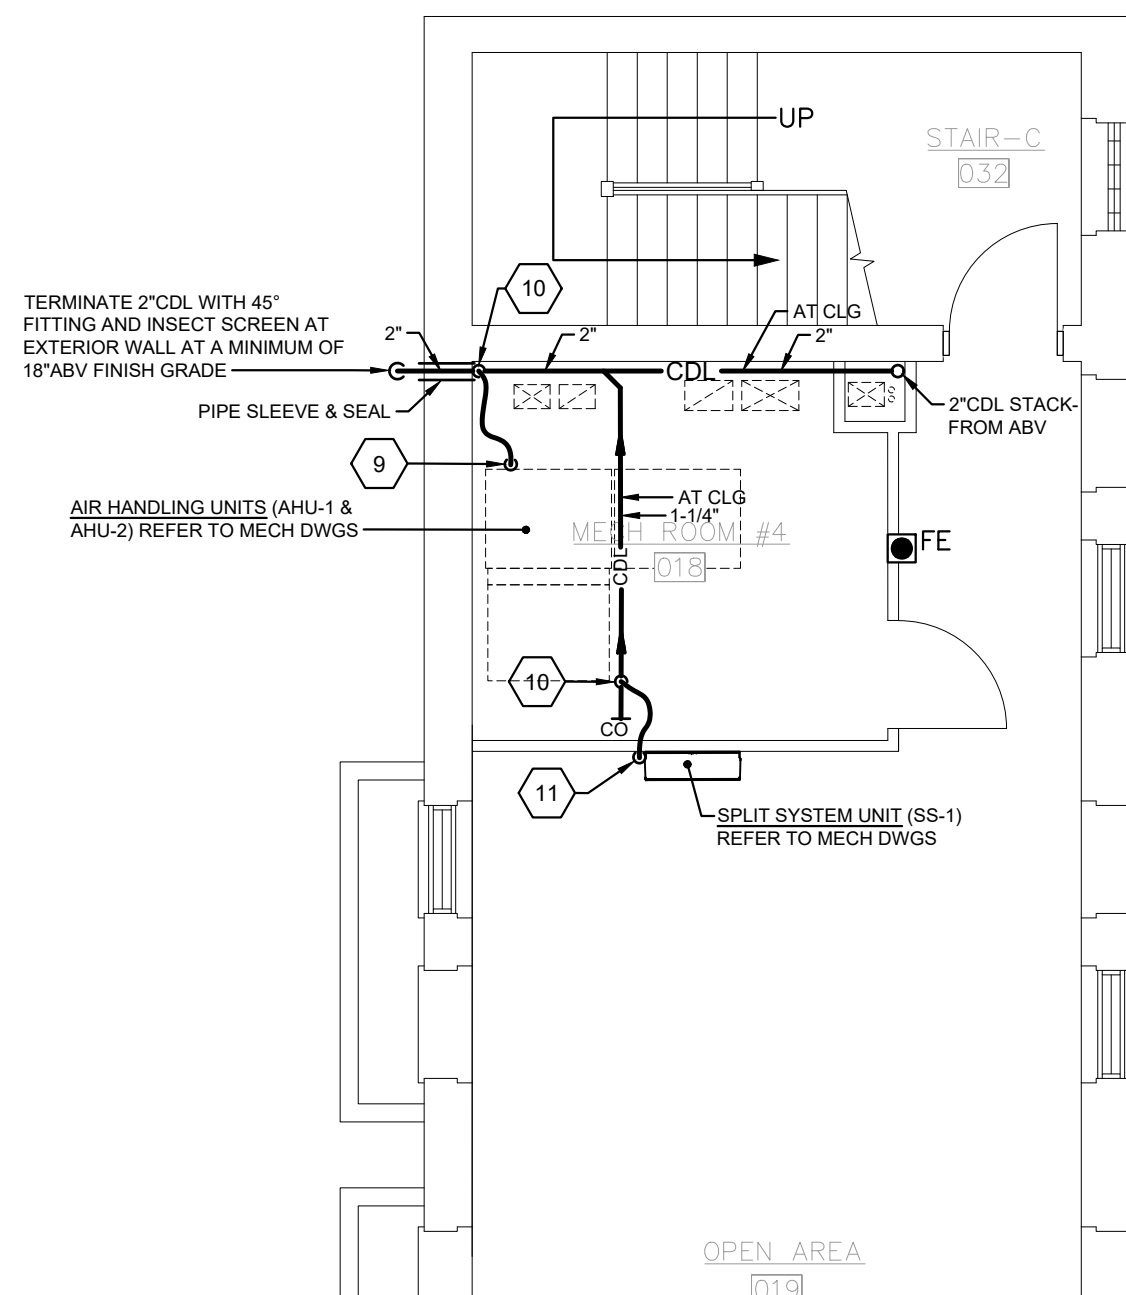 UP
STAIR-C
032
10
TERMINATE 2"CDL WITH 45°
FITTING AND INSECT SCREEN AT
EXTERIOR WALL AT A MINIMUM OF
18"ABV FINISH GRADE
2"
2"
AT CLG
2"
CDL
PIPE SLEEVE & SEAL
2"CDL STACK-
FROM ABV
9
AIR HANDLING UNITS (AHU-1 &
AHU-2) REFER TO MECH DWGS
AT CLG
1-1/4"
MECH ROOM #4
018
CDL
FE
10
CO
11
SPLIT SYSTEM UNIT (SS-1)
REFER TO MECH DWGS
OPEN AREA
019